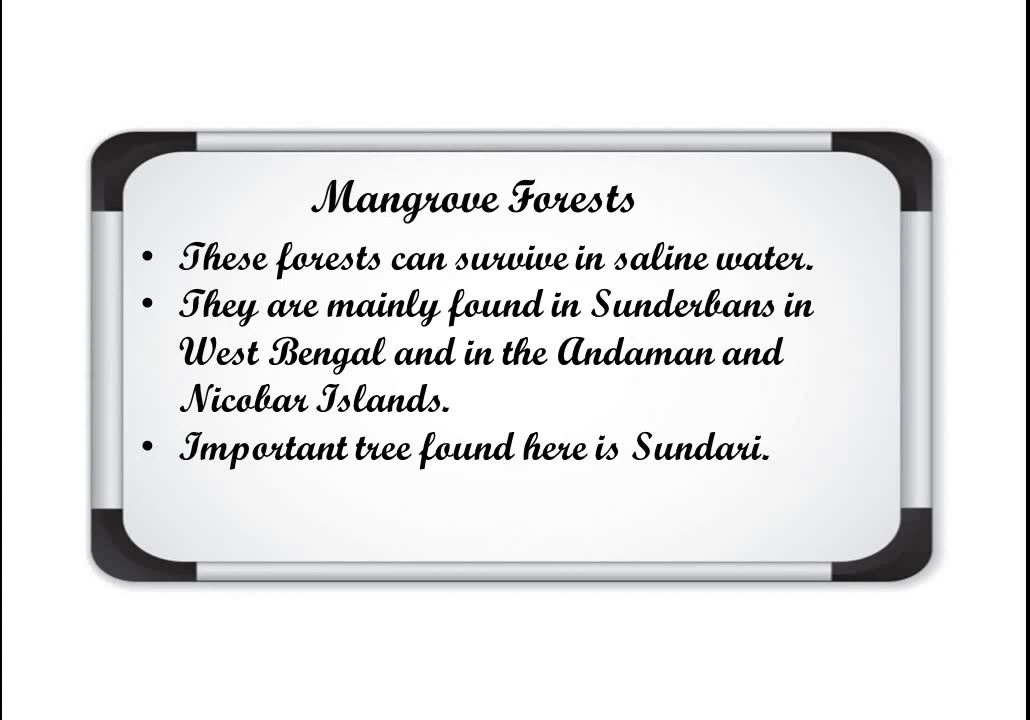 Mangrove Forests
• These forests can survive in saline water.
• They are mainly found in Sunderbans in
West Bengal and in the Andaman and
Nicobar Islands.
• Important tree found here is Sundari.